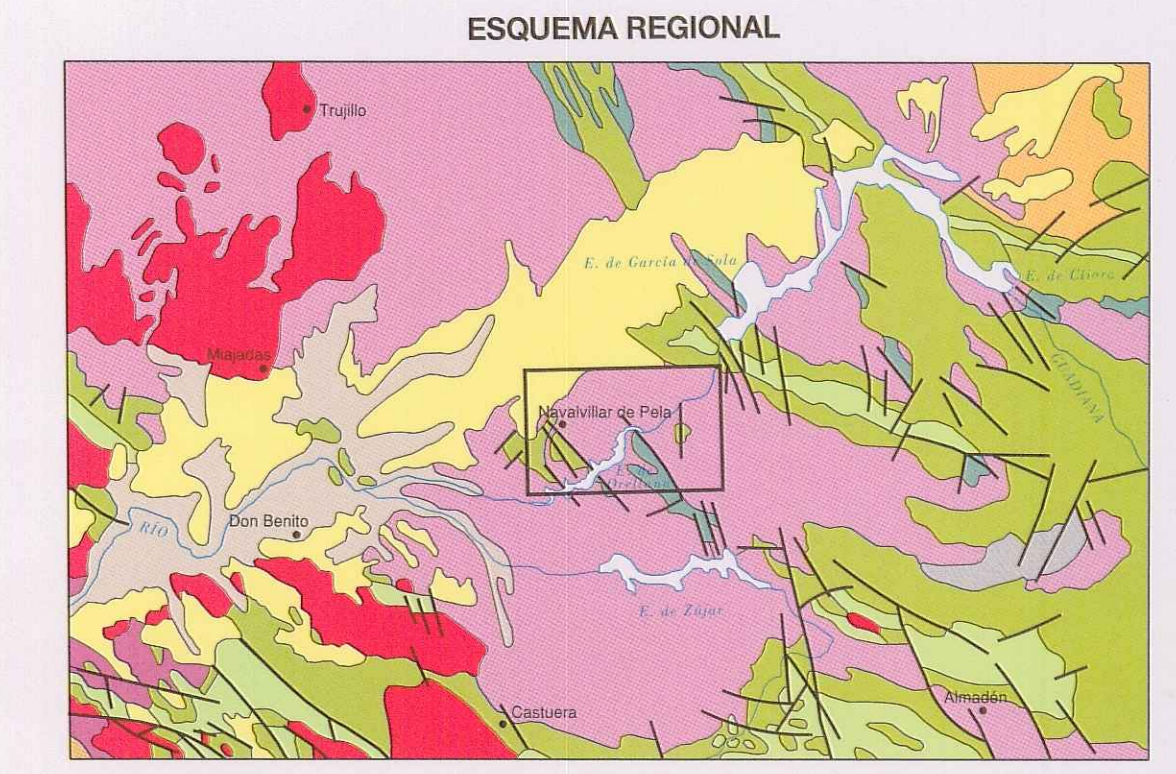 ESQUEMA REGIONAL
Trujillo
E. de García de Sola
E. de Cíjara
Miajadas
GUADIANA
Navalvillar de Pela
E. de
Orellana
Don Benito
RÍO
E. de Zújar
Almadén
Castuera